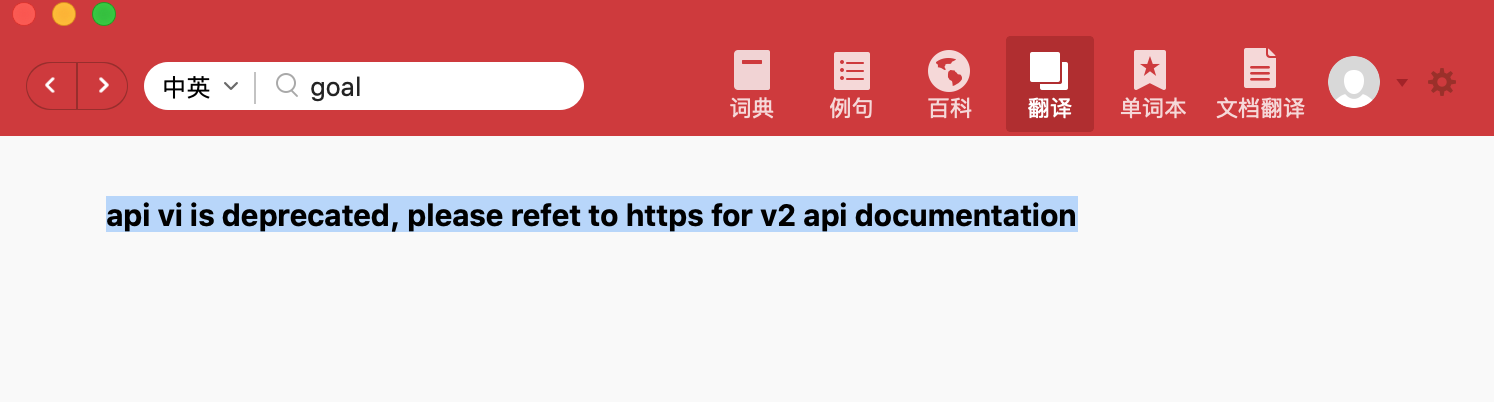 中英 goal
词典 例句 百科 翻译 单词本 文档翻译
api vi is deprecated, please refet to https for v2 api documentation